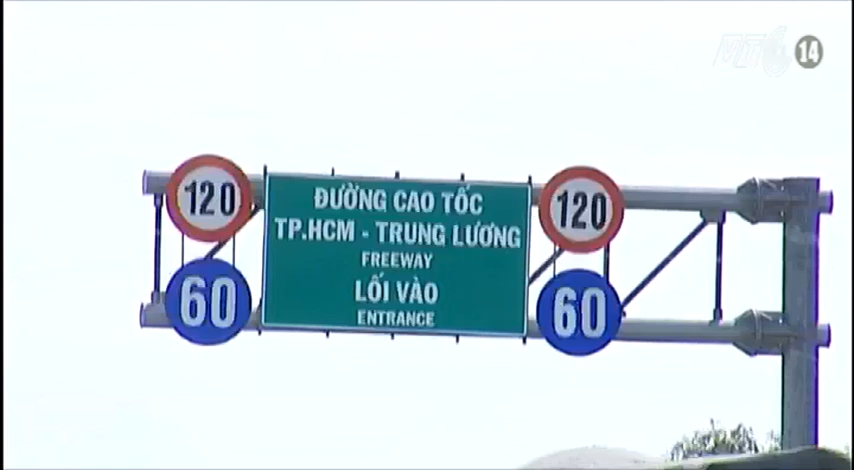 VTC 14
120
ĐƯỜNG CAO TỐC
TP.HCM - TRUNG LƯƠNG
FREEWAY
LỐI VÀO
ENTRANCE
60
120
60